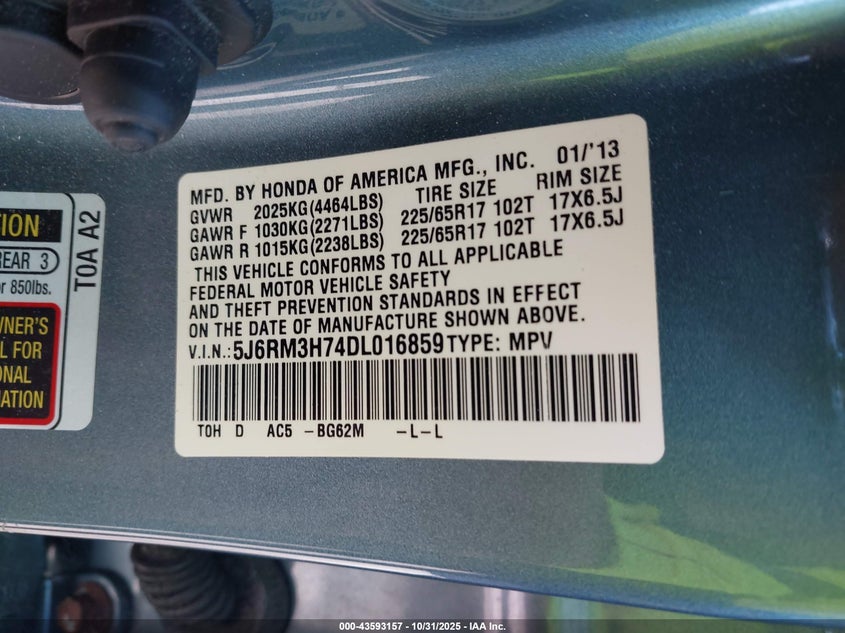 MFD. BY HONDA OF AMERICA MFG., INC. 01/'13
GVWR 2025KG(4464LBS) TIRE SIZE RIM SIZE
GAWR F 1030KG(2271LBS) 225/65R17 102T 17X6.5J
GAWR R 1015KG(2238LBS) 225/65R17 102T 17X6.5J
THIS VEHICLE CONFORMS TO ALL APPLICABLE
FEDERAL MOTOR VEHICLE SAFETY
AND THEFT PREVENTION STANDARDS IN EFFECT
ON THE DATE OF MANUFACTURE SHOWN ABOVE.
V.I.N.:5J6RM3H74DL016859 TYPE: MPV
TOH D AC5 -BG62M -L-L
TION
REAR 3
r 850lbs.
WNER'S
L FOR
ONAL
MATION
T0A A2
000-43593157 - 10/31/2025 - IAA Inc.